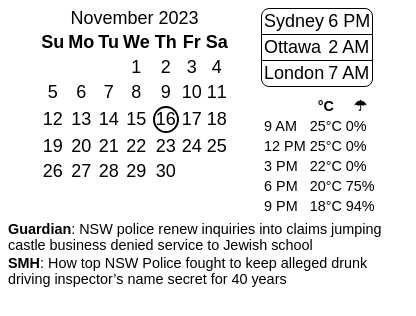 November 2023
Su Mo Tu We Th Fr Sa
1 2 3 4
5 6 7 8 9 10 11
12 13 14 15 16 17 18
19 20 21 22 23 24 25
26 27 28 29 30
Sydney 6 PM
Ottawa 2 AM
London 7 AM
°C ☂
9 AM 25°C 0%
12 PM 25°C 0%
3 PM 22°C 0%
6 PM 20°C 75%
9 PM 18°C 94%
Guardian: NSW police renew inquiries into claims jumping
castle business denied service to Jewish school
SMH: How top NSW Police fought to keep alleged drunk
driving inspector’s name secret for 40 years